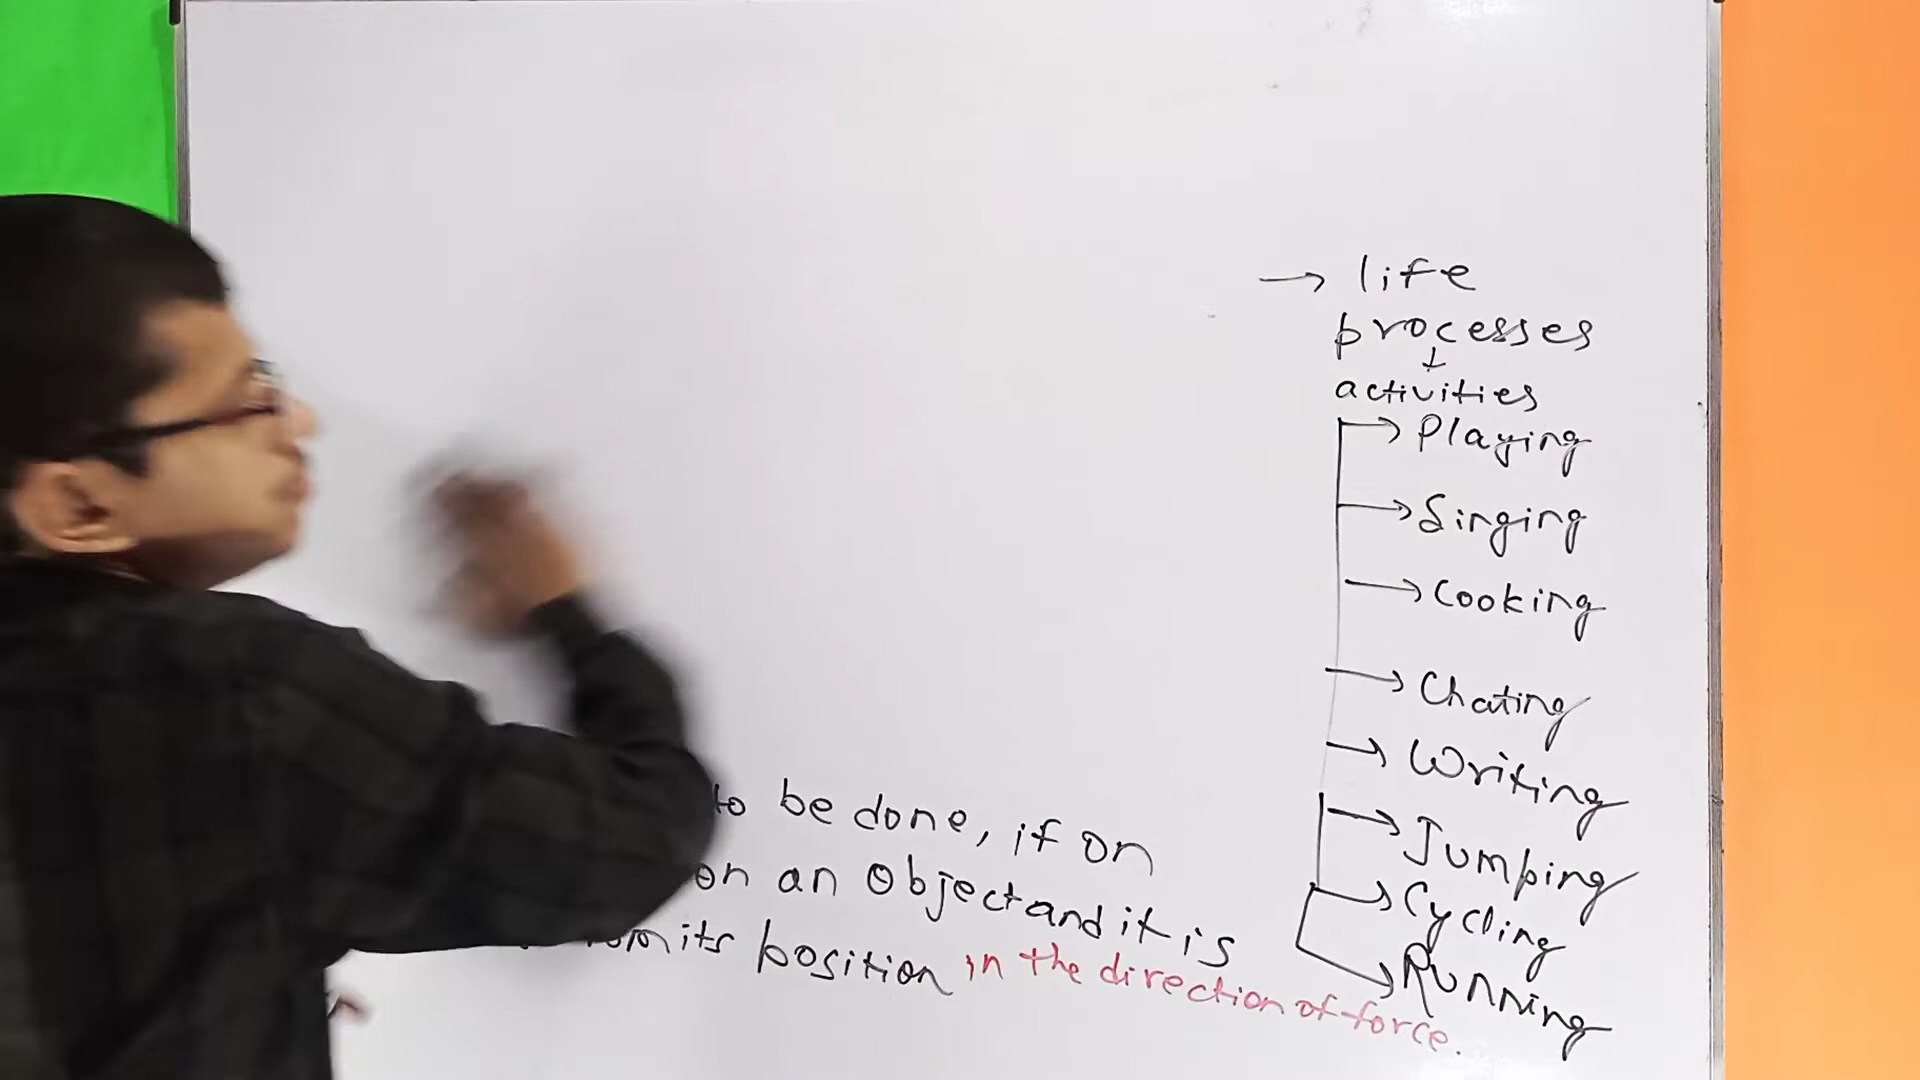 → life
processes
↓
activities
→ Playing
→ Singing
→ Cooking
→ Chating
→ Writing
→ Jumping
→ Cycling
→ Running
to be done, if on
on an Object and it is
its position in the direction of force.